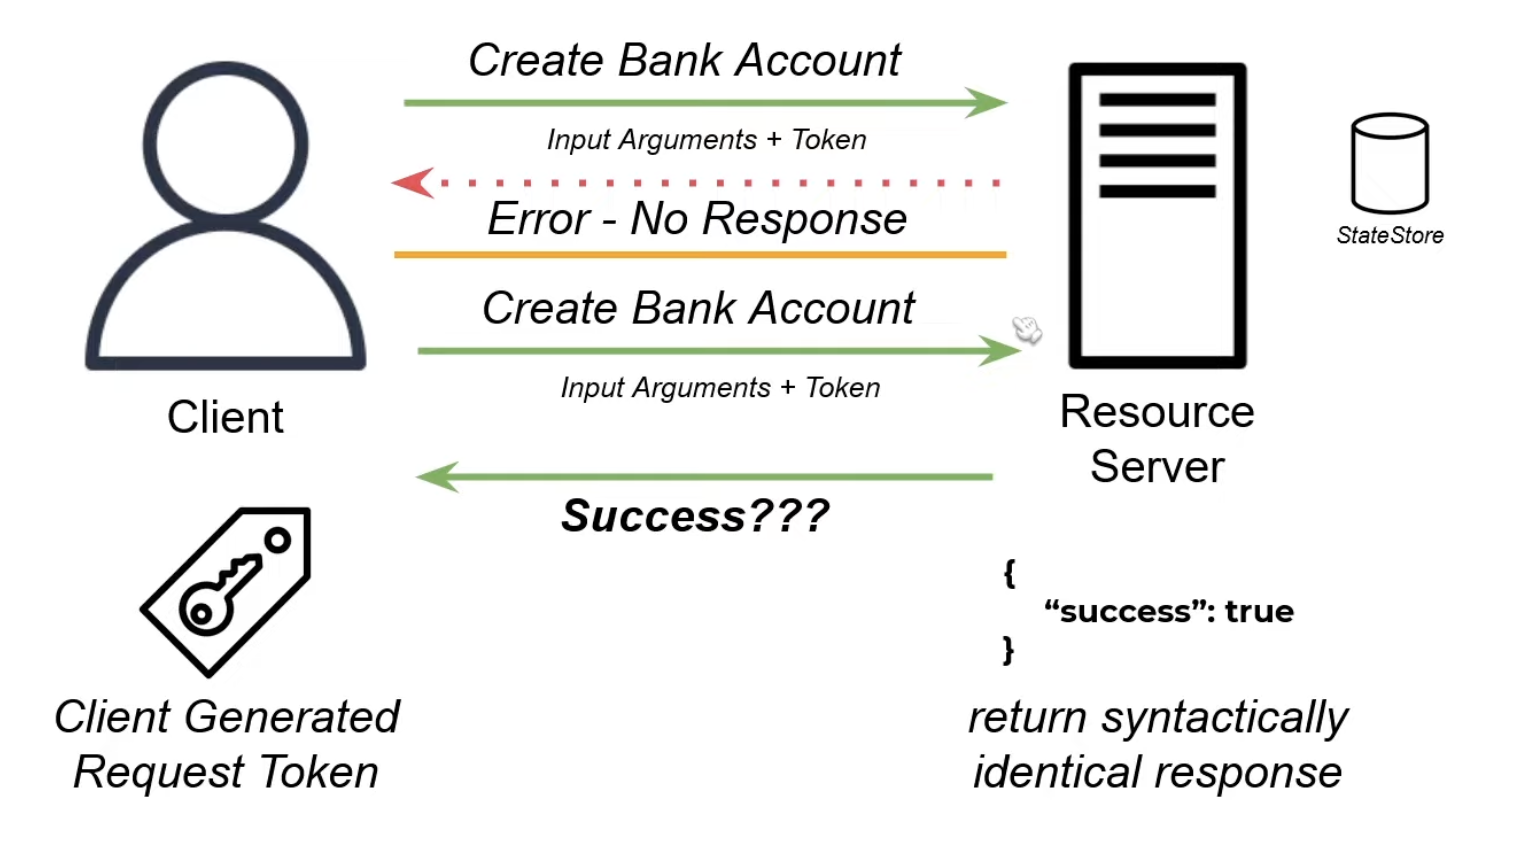 Create Bank Account
Input Arguments + Token
Error - No Response
Create Bank Account
Input Arguments + Token
Success???
Client
Resource
Server
StateStore
Client Generated
Request Token
{
“success”: true
}
return syntactically
identical response